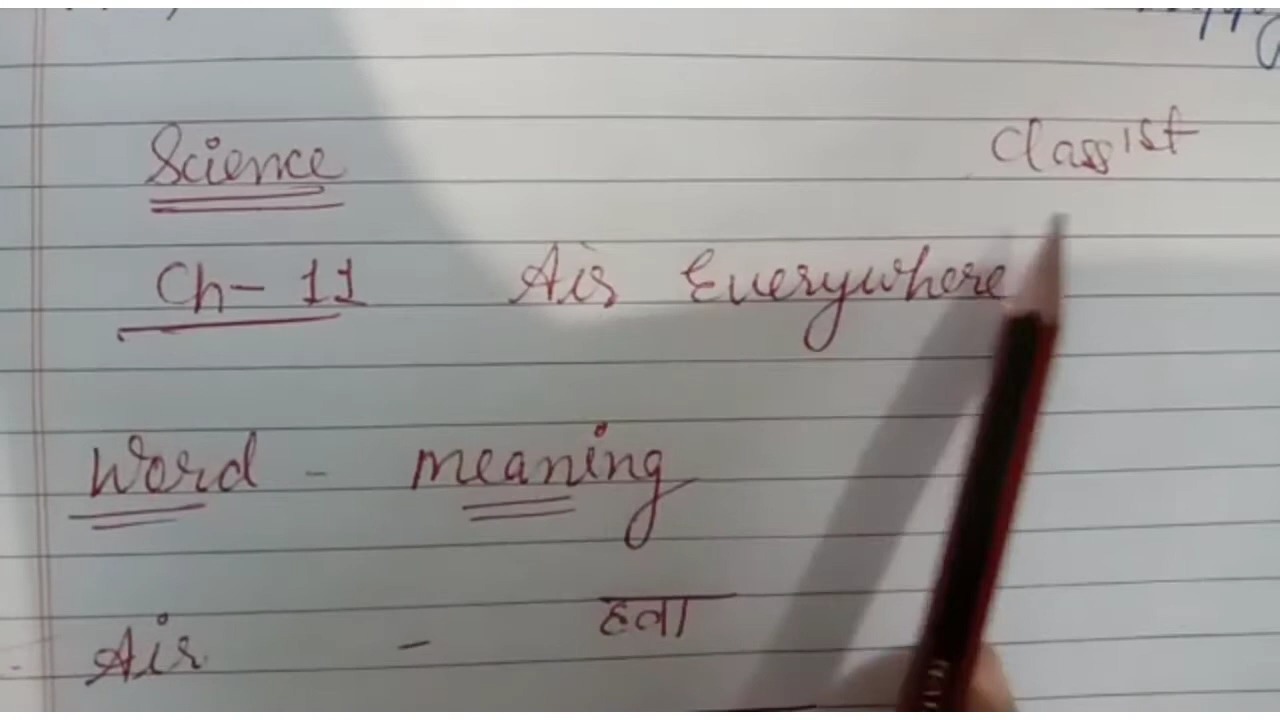 Science
Class 1st
Ch- 11 Air Everywhere
Word - meaning
Air - हवा